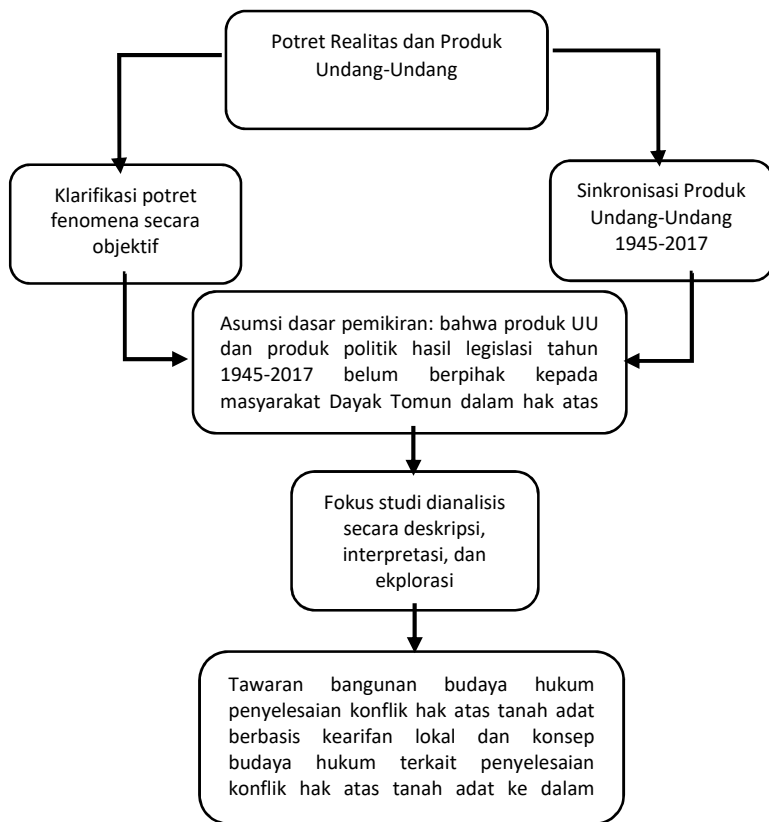 Potret Realitas dan Produk
Undang-Undang
Klarifikasi potret
fenomena secara
objektif
Sinkronisasi Produk
Undang-Undang
1945-2017
Asumsi dasar pemikiran: bahwa produk UU
dan produk politik hasil legislasi tahun
1945-2017 belum berpihak kepada
masyarakat Dayak Tomun dalam hak atas
Fokus studi dianalisis
secara deskripsi,
interpretasi, dan
ekplorasi
Tawaran bangunan budaya hukum
penyelesaian konflik hak atas tanah adat
berbasis kearifan lokal dan konsep
budaya hukum terkait penyelesaian
konflik hak atas tanah adat ke dalam